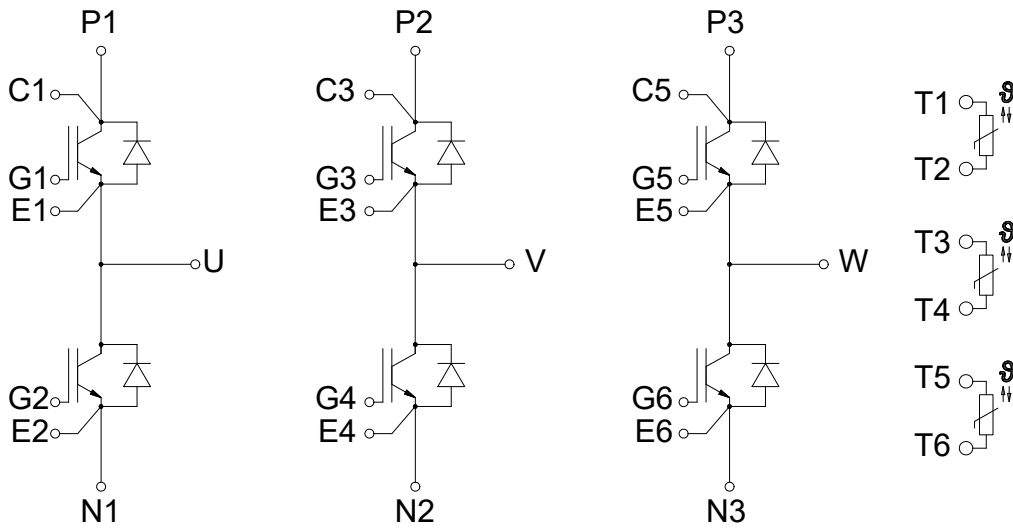 P1 P2 P3
C1 C3 C5
T1 ϑ
G1 G3 G5 T2
E1 E3 E5
T3 ϑ
U V W
T4
T5 ϑ
G2 G4 G6
E2 E4 E6 T6
N1 N2 N3